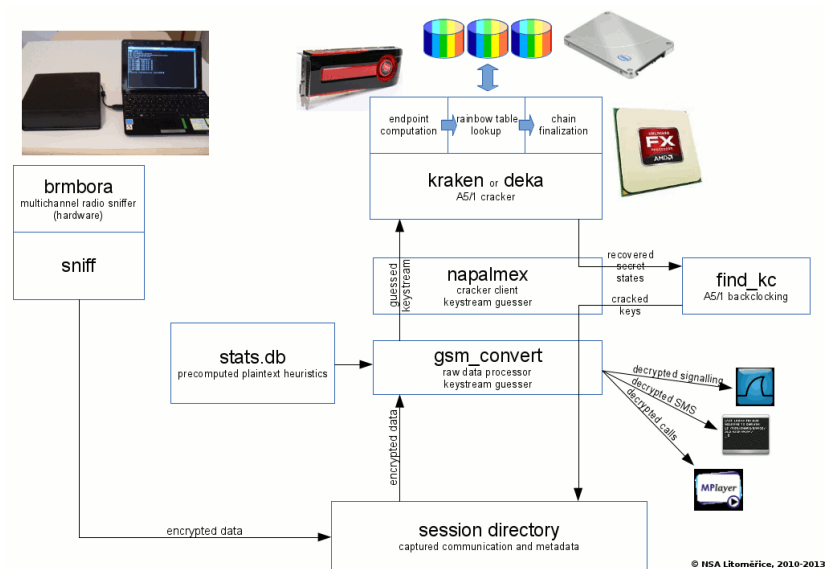 endpoint
computation
rainbow table
lookup
chain
finalization
FX
AMD
brmbora
multichannel radio sniffer
(hardware)
kraken or deka
A5/1 cracker
sniff
guessed
keystream
napalmex
cracker client
keystream guesser
recovered
secret
states
cracked
keys
find_kc
A5/1 backclocking
stats.db
precomputed plaintext heuristics
gsm_convert
raw data processor
keystream guesser
decrypted signalling
decrypted SMS
decrypted calls
MPlayer
encrypted data
encrypted data
session directory
captured communication and metadata
© NSA Litoměřice, 2010-2013